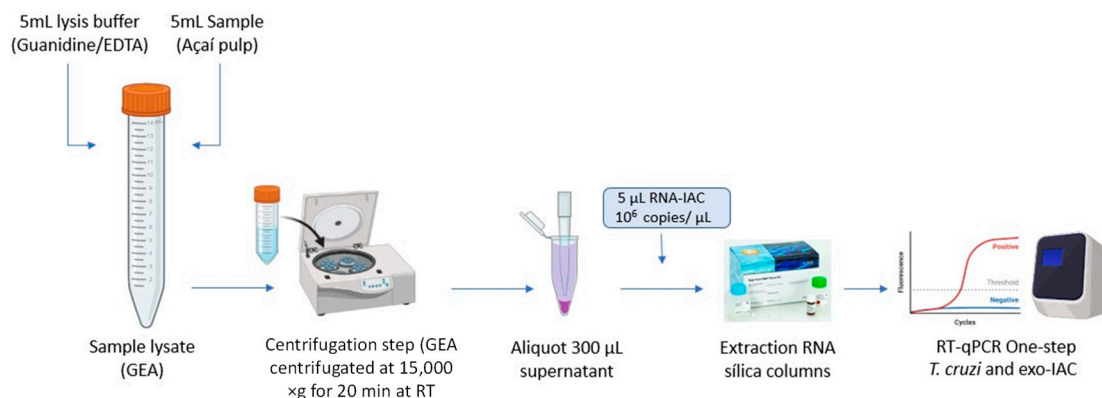 5mL lysis buffer
(Guanidine/EDTA)
5mL Sample
(Açaí pulp)
Sample lysate
(GEA)
Centrifugation step (GEA
centrifugated at 15,000
×g for 20 min at RT
Aliquot 300 µL
supernatant
5 µL RNA-IAC
10⁶ copies/ µL
Extraction RNA
sílica columns
Fluorescence
Positive
Threshold
Negative
Cycles
RT-qPCR One-step
T. cruzi and exo-IAC